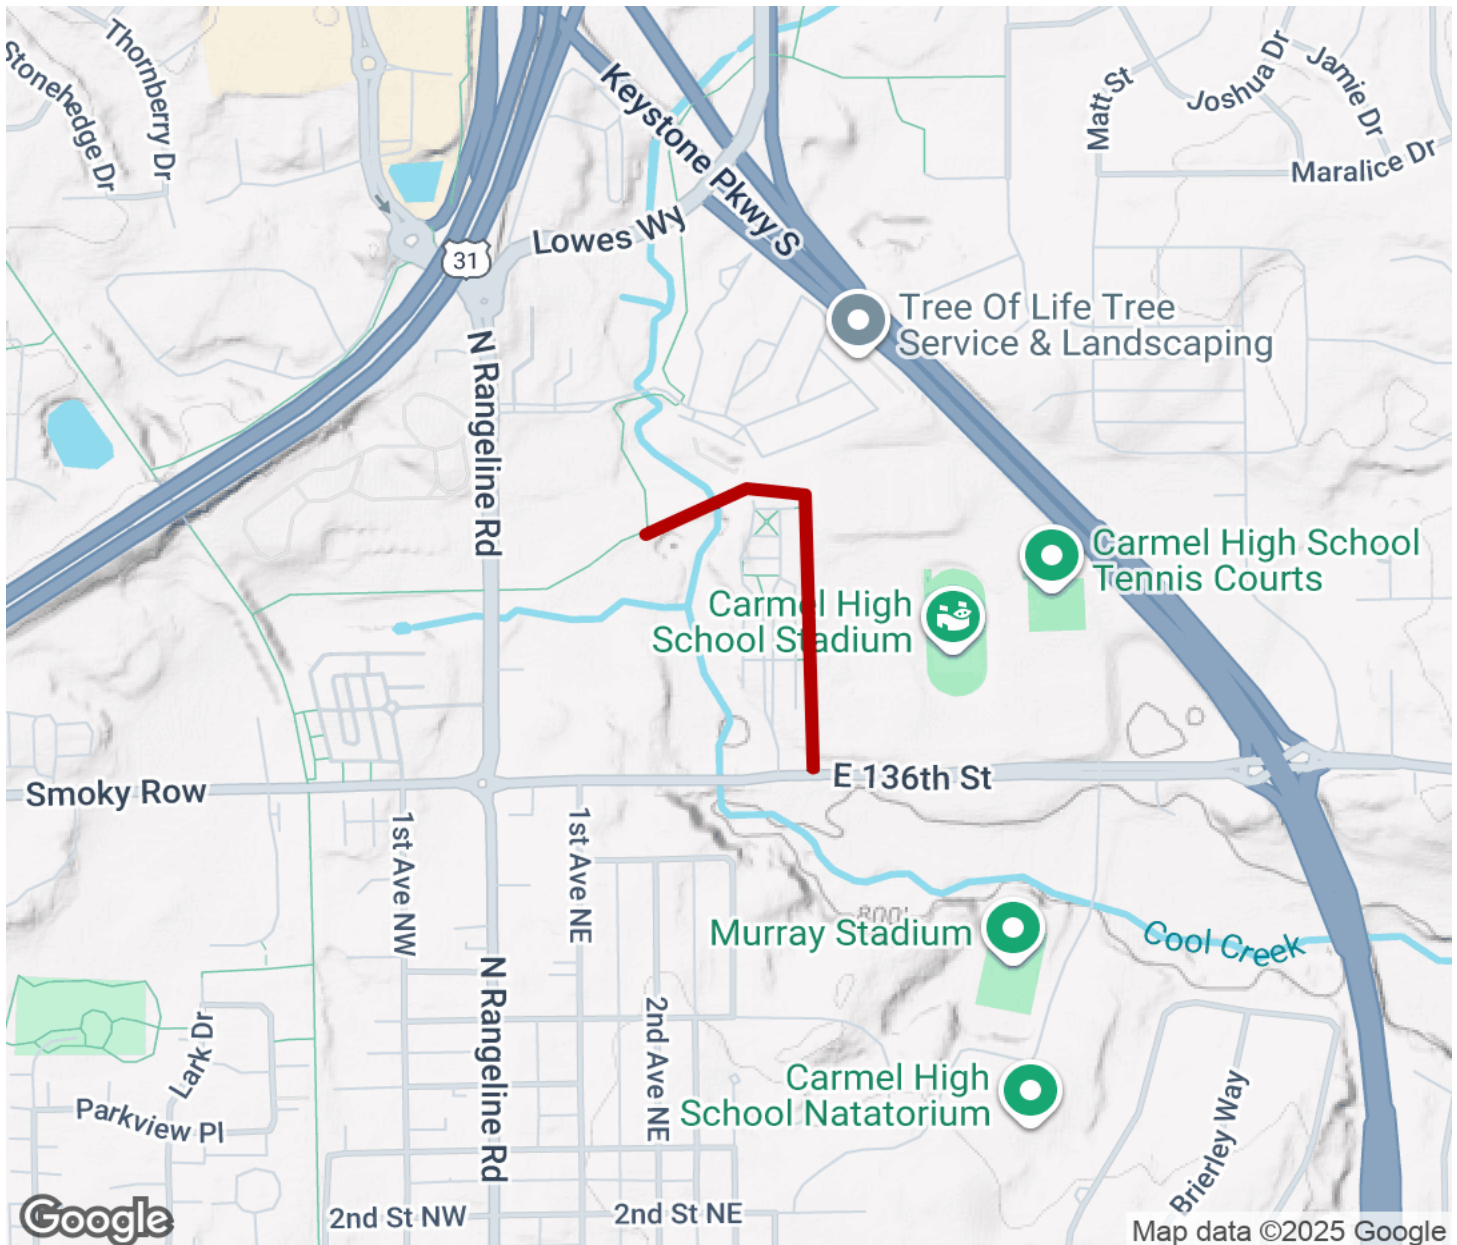 Thornberry Dr
Stonehedge Dr
Keystone Pkwy S
Matt St
Joshua Dr
Jamie Dr
Maralice Dr
Lowes Wy
31
Tree Of Life Tree
Service & Landscaping
N Rangeline Rd
Carmel High School
Tennis Courts
Carmel High
School Stadium
Smoky Row
E 136th St
1st Ave NW
1st Ave NE
800'
Murray Stadium
Cool Creek
N Rangeline Rd
2nd Ave NE
Lark Dr
Parkview Pl
Carmel High
School Natatorium
Brierley Way
2nd St NW
2nd St NE
Google
Map data ©2025 Google